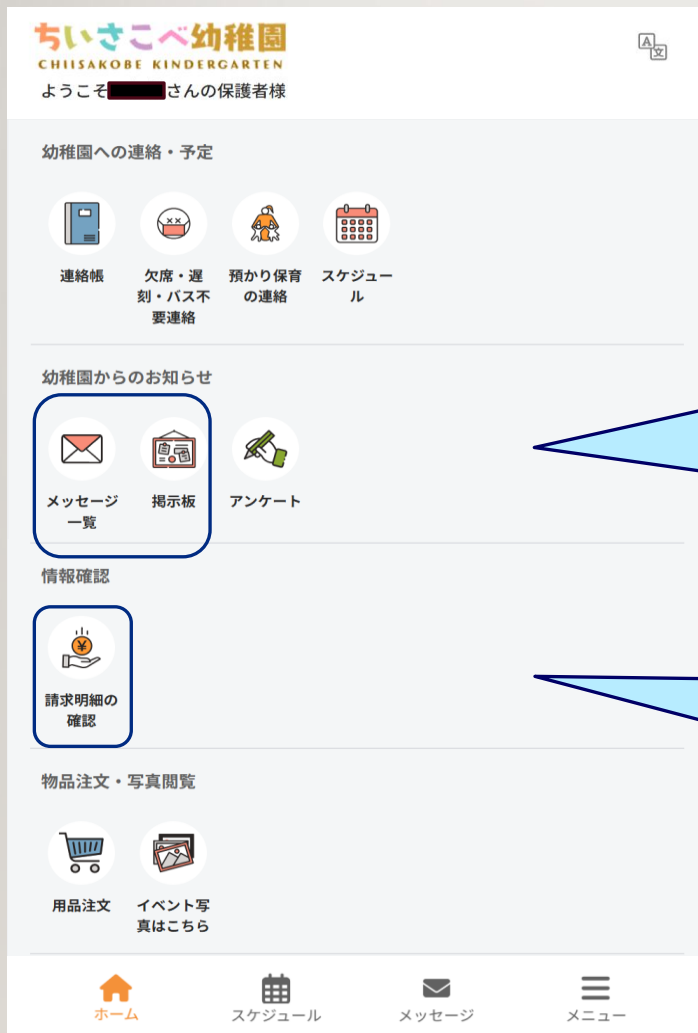 ちいさこべ幼稚園
CHIISAKOBE KINDERGARTEN
ようこそ さんの保護者様
幼稚園への連絡・予定
連絡帳
欠席・遅
刻・バス不
要連絡
預かり保育
の連絡
スケジュー
ル
幼稚園からのお知らせ
メッセージ
一覧
掲示板
アンケート
情報確認
請求明細の
確認
物品注文・写真閲覧
用品注文
イベント写
真はこちら
ホーム
スケジュール
メッセージ
メニュー